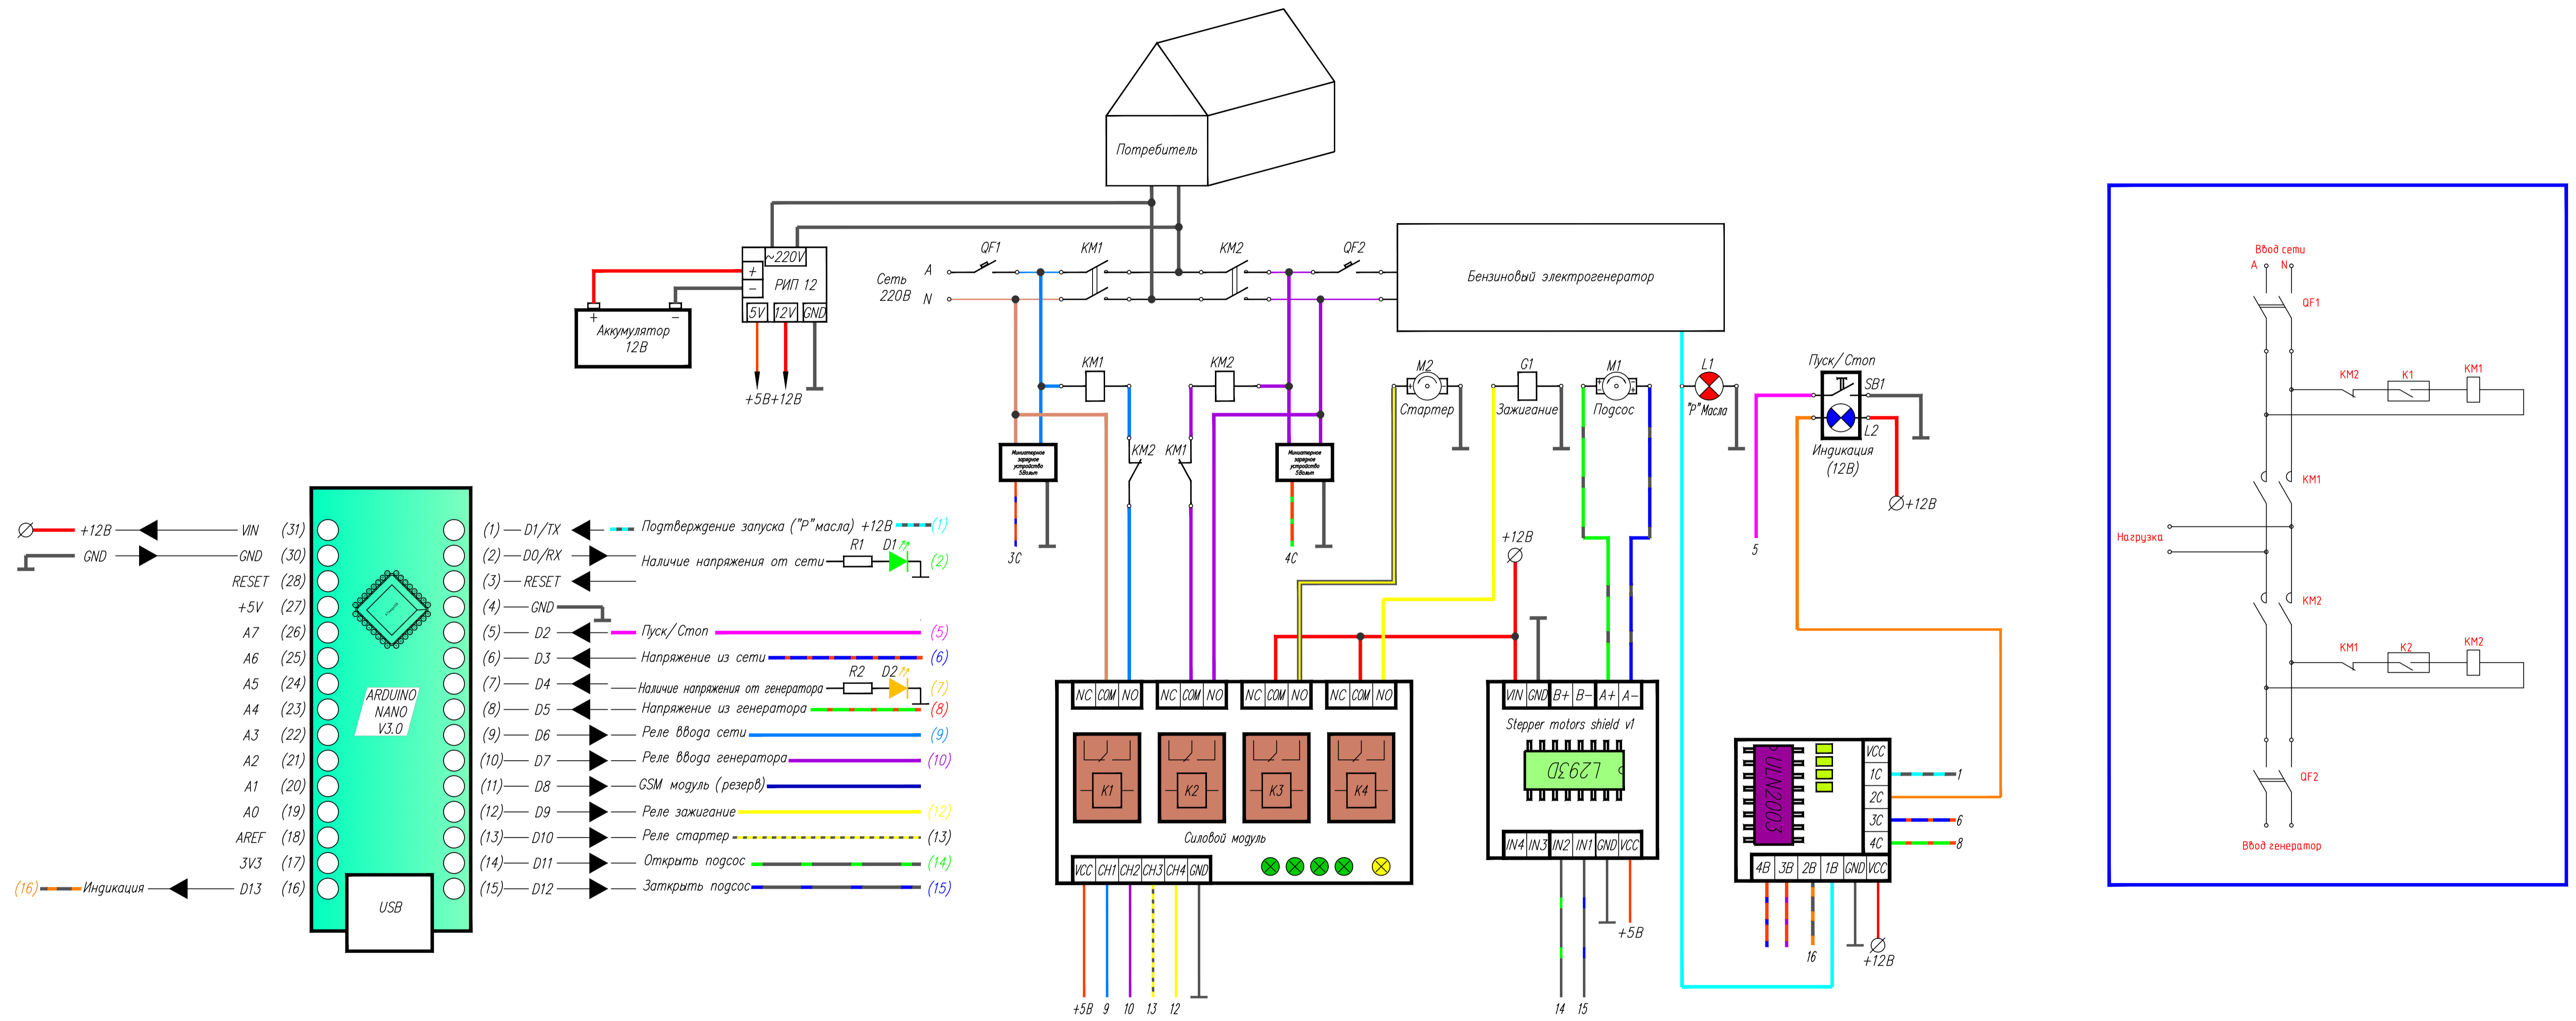 Потребитель
~220V
+
−
РИП 12
5V
12V
GND
+ −
Аккумулятор
12В
+5В+12В
Сеть
220В
A
N
QF1
KM1
KM2
QF2
Бензиновый электрогенератор
KM1
KM2
KM2
KM1
Миниатюрное
зарядное
устройство
5Вольт
3С
Миниатюрное
зарядное
устройство
5Вольт
4С
M2
+ −
Стартер
G1
Зажигание
M1
+ −
− +
Подсос
L1
"Р" Масла
Пуск/Стоп
SB1
L2
Индикация
(12В)
+12В
5
+12В
+12В VIN (31)
GND GND (30)
RESET (28)
+5V (27)
A7 (26)
A6 (25)
A5 (24)
A4 (23)
A3 (22)
A2 (21)
A1 (20)
A0 (19)
AREF (18)
3V3 (17)
(16) Индикация D13 (16)
ARDUINO
NANO
V3.0
USB
(1) D1/TX Подтверждение запуска ("Р"масла) +12В (1)
(2) D0/RX Наличие напряжения от сети R1 D1 (2)
(3) RESET
(4) GND
(5) D2 Пуск/Стоп (5)
(6) D3 Напряжение из сети (6)
(7) D4 Наличие напряжения от генератора R2 D2 (7)
(8) D5 Напряжение из генератора (8)
(9) D6 Реле ввода сети (9)
(10) D7 Реле ввода генератора (10)
(11) D8 GSM модуль (резерв)
(12) D9 Реле зажигание (12)
(13) D10 Реле стартер (13)
(14) D11 Открыть подсос (14)
(15) D12 Заткрыть подсос (15)
NC COM NO
NC COM NO
NC COM NO
NC COM NO
K1
K2
K3
K4
Силовой модуль
VCC CH1 CH2 CH3 CH4 GND
+5В 9 10 13 12
VIN GND B+ B- A+ A-
Stepper motors shield v1
L293D
IN4 IN3 IN2 IN1 GND VCC
+5В
14 15
ULN2003
VCC
1C
2C
3C
4C
1
6
8
4B 3B 2B 1B GND VCC
16
+12В
Ввод сети
A N
QF1
KM2 K1 KM1
KM1
Нагрузка
KM2
KM1 K2 KM2
QF2
Ввод генератор